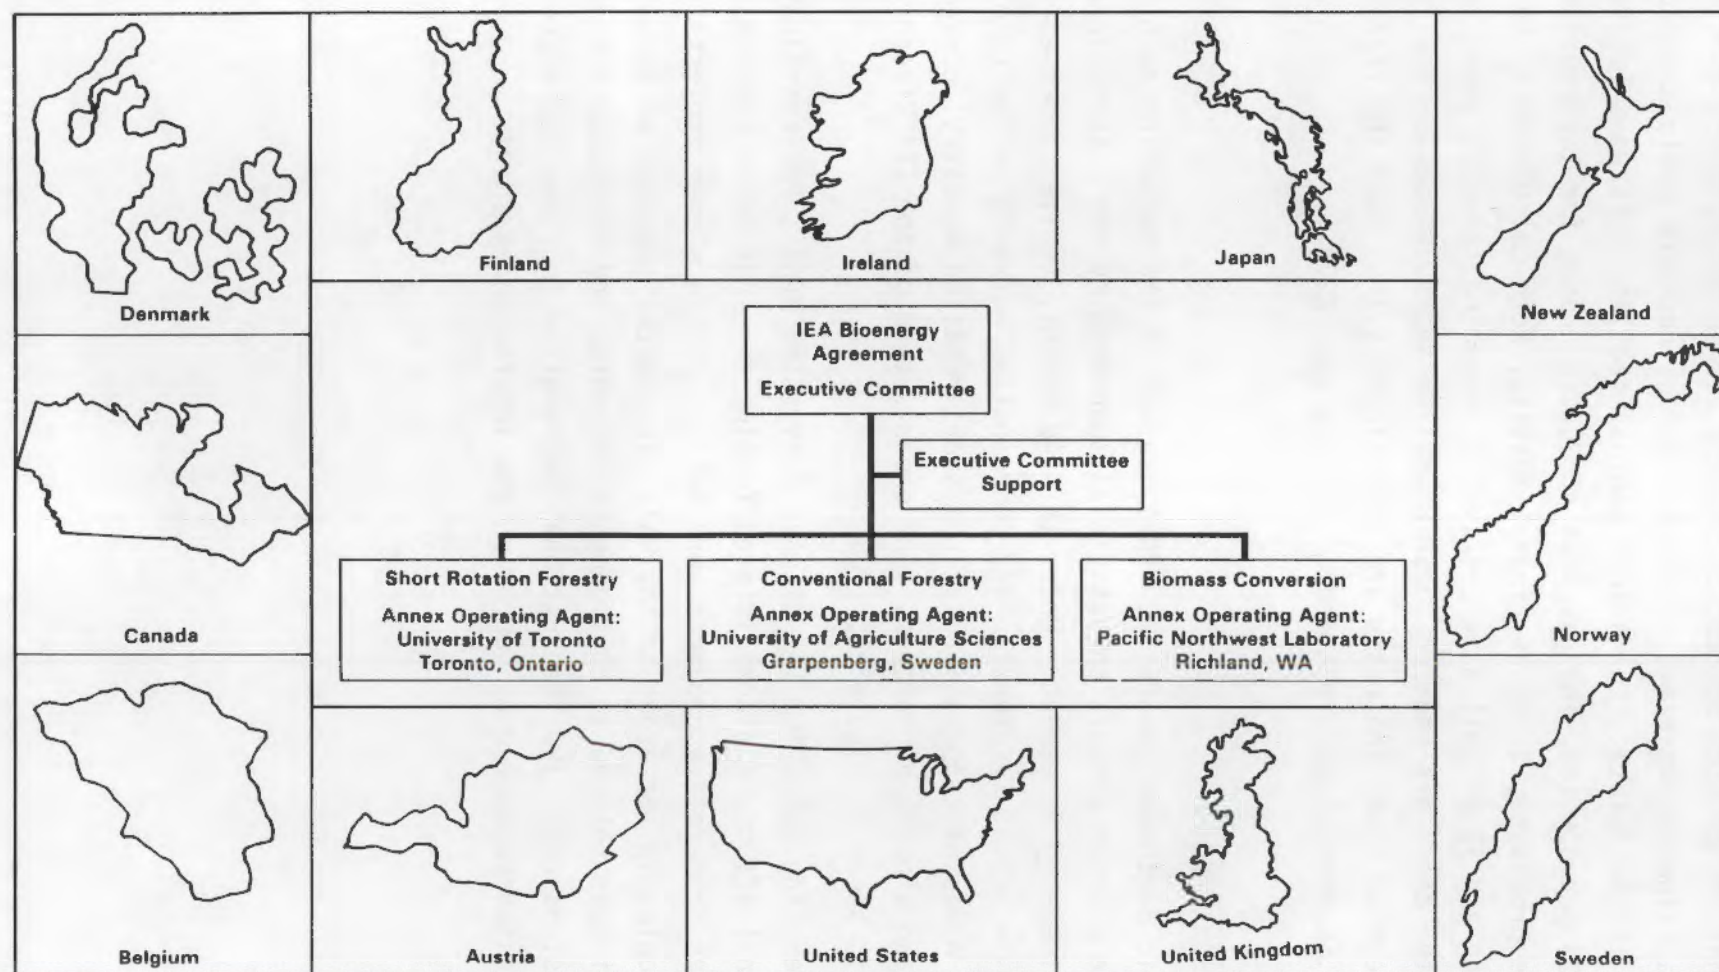 Denmark
Finland
Ireland
Japan
New Zealand
IEA Bioenergy
Agreement
Executive Committee
Executive Committee
Support
Short Rotation Forestry
Annex Operating Agent:
University of Toronto
Toronto, Ontario
Conventional Forestry
Annex Operating Agent:
University of Agriculture Sciences
Grarpenberg, Sweden
Biomass Conversion
Annex Operating Agent:
Pacific Northwest Laboratory
Richland, WA
Canada
Norway
Belgium
Austria
United States
United Kingdom
Sweden